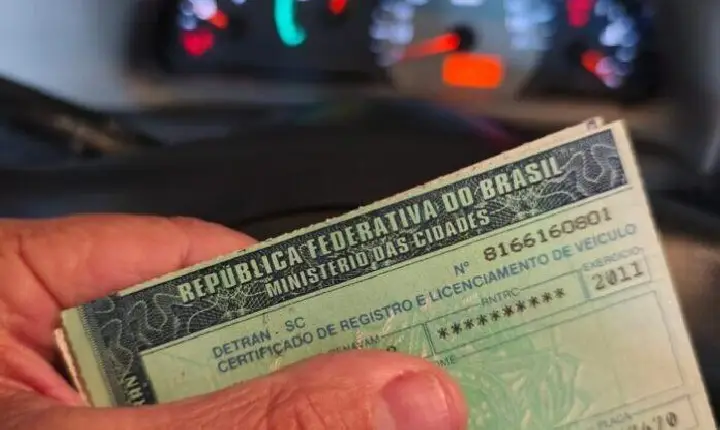 REPÚBLICA FEDERATIVA DO BRASIL
MINISTÉRIO DAS CIDADES
Nº 8166160801
DETRAN - SC
CERTIFICADO DE REGISTRO E LICENCIAMENTO DE VEÍCULO
RNTRC
EXERCÍCIO
********** 2011
PLACA